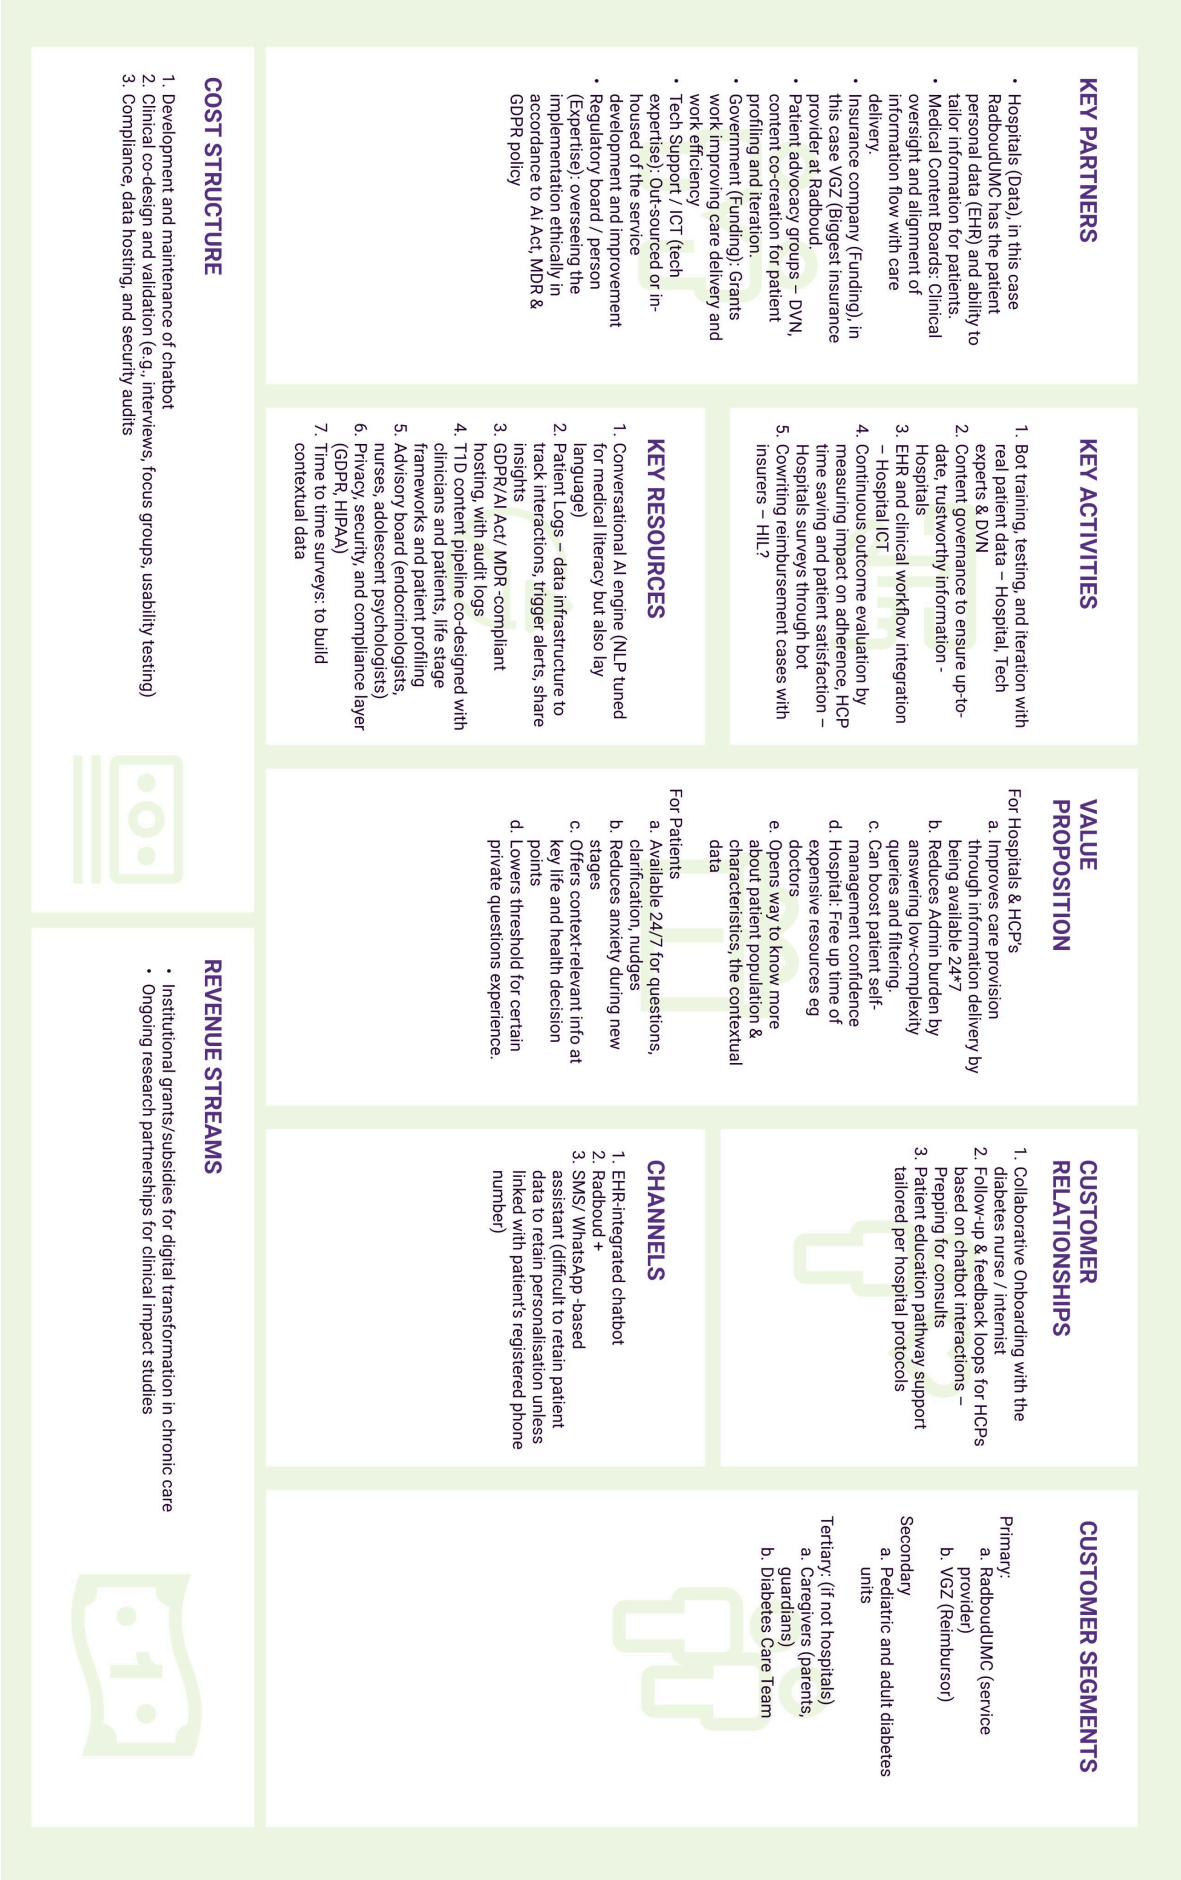 KEY PARTNERS
• Hospitals (Data), in this case
RadboudUMC has the patient
personal data (EHR) and ability to
tailor information for patients.
• Medical Content Boards: Clinical
oversight and alignment of
information flow with care
delivery.
• Insurance company (Funding), in
this case VGZ (Biggest insurance
provider at Radboud.
• Patient advocacy groups – DVN,
content co-creation for patient
profiling and iteration.
• Government (Funding): Grants
work improving care delivery and
work efficiency
• Tech Support / ICT (tech
expertise): Out-sourced or in-
housed of the service
development and improvement
• Regulatory board / person
(Expertise): overseeing the
implementation ethically in
accordance to Ai Act, MDR &
GDPR policy
KEY ACTIVITIES
1. Bot training, testing, and iteration with
real patient data – Hospital, Tech
experts & DVN
2. Content governance to ensure up-to-
date, trustworthy information -
Hospitals
3. EHR and clinical workflow integration
– Hospital ICT
4. Continuous outcome evaluation by
measuring impact on adherence, HCP
time saving and patient satisfaction –
Hospitals surveys through bot
5. Cowriting reimbursement cases with
insurers – HIL?
KEY RESOURCES
1. Conversational AI engine (NLP tuned
for medical literacy but also lay
language)
2. Patient Logs – data infrastructure to
track interactions, trigger alerts, share
insights
3. GDPR/AI Act/ MDR -compliant
hosting, with audit logs
4. T1D content pipeline co-designed with
clinicians and patients, life stage
frameworks and patient profiling
5. Advisory board (endocrinologists,
nurses, adolescent psychologists)
6. Privacy, security, and compliance layer
(GDPR, HIPAA)
7. Time to time surveys: to build
contextual data
VALUE
PROPOSITION
For Hospitals & HCP's
a. Improves care provision
through information delivery by
being available 24*7
b. Reduces Admin burden by
answering low-complexity
queries and filtering.
c. Can boost patient self-
management confidence
d. Hospital: Free up time of
expensive resources eg
doctors
e. Opens way to know more
about patient population &
characteristics, the contextual
data
For Patients
a. Available 24/7 for questions,
clarification, nudges
b. Reduces anxiety during new
stages
c. Offers context-relevant info at
key life and health decision
points
d. Lowers threshold for certain
private questions experience.
CUSTOMER
RELATIONSHIPS
1. Collaborative Onboarding with the
diabetes nurse / internist
2. Follow-up & feedback loops for HCPs
based on chatbot interactions –
Prepping for consults
3. Patient education pathway support
tailored per hospital protocols
CHANNELS
1. EHR-integrated chatbot
2. Radboud +
3. SMS/ WhatsApp -based
assistant (difficult to retain patient
data to retain personalisation unless
linked with patient's registered phone
number)
CUSTOMER SEGMENTS
Primary:
a. RadboudUMC (service
provider)
b. VGZ (Reimbursor)
Secondary
a. Pediatric and adult diabetes
units
Tertiary: (if not hospitals)
a. Caregivers (parents,
guardians)
b. Diabetes Care Team
COST STRUCTURE
1. Development and maintenance of chatbot
2. Clinical co-design and validation (e.g., interviews, focus groups, usability testing)
3. Compliance, data hosting, and security audits
REVENUE STREAMS
• Institutional grants/subsidies for digital transformation in chronic care
• Ongoing research partnerships for clinical impact studies
1